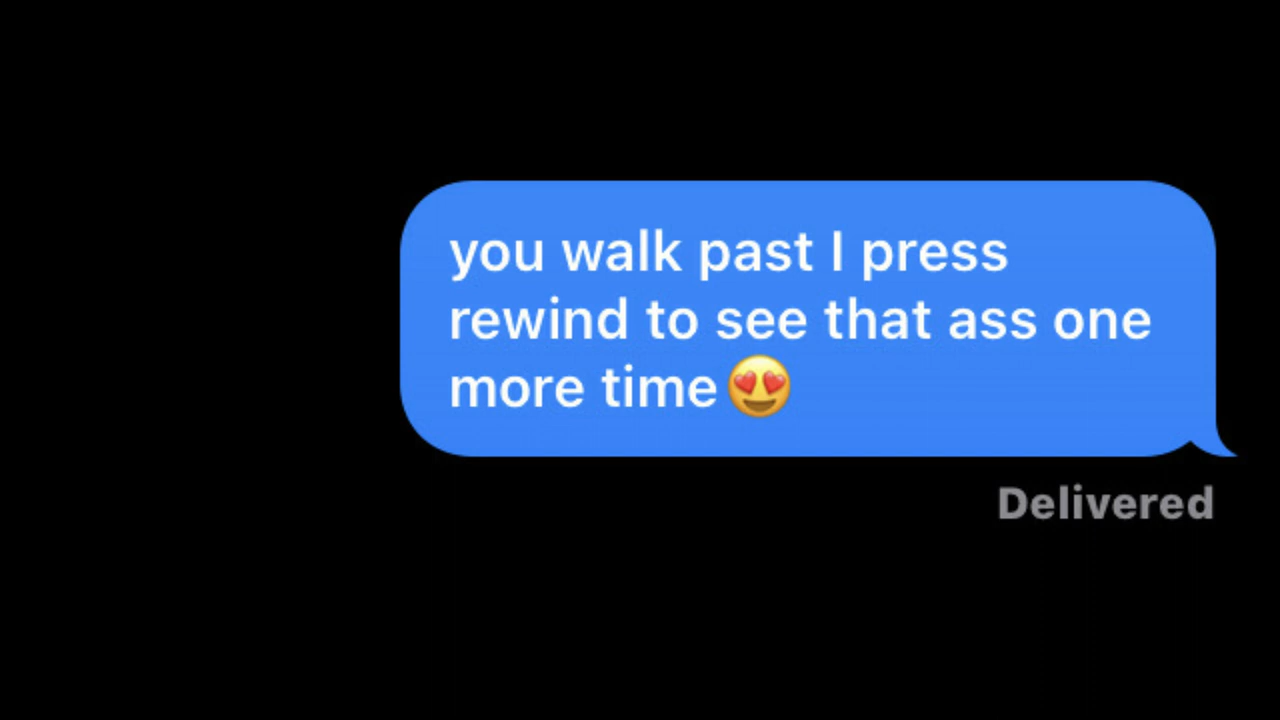 you walk past I press
rewind to see that ass one
more time😍
Delivered